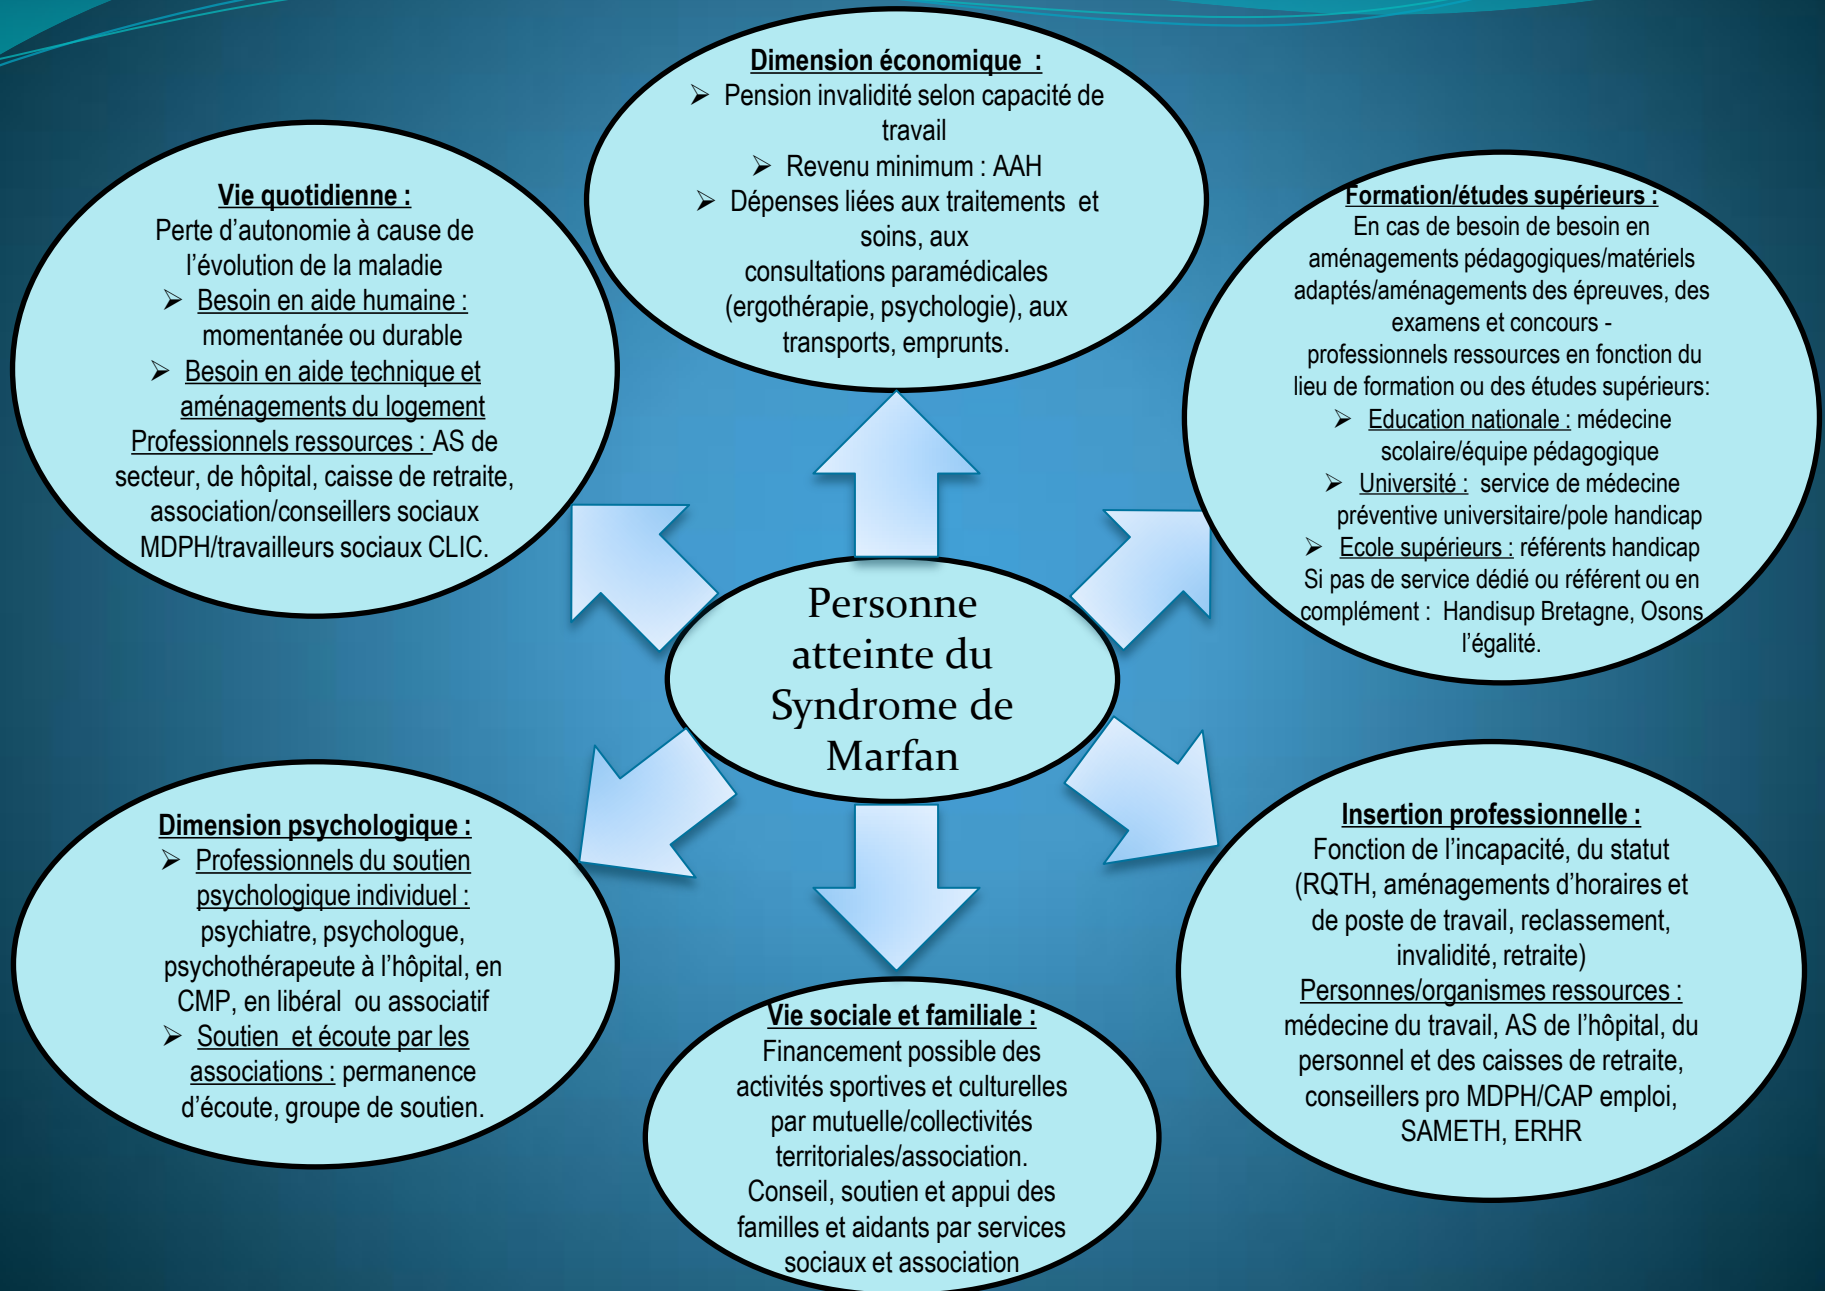 Dimension économique :
➢ Pension invalidité selon capacité de
travail
➢ Revenu minimum : AAH
➢ Dépenses liées aux traitements et
soins, aux
consultations paramédicales
(ergothérapie, psychologie), aux
transports, emprunts.
Vie quotidienne :
Perte d’autonomie à cause de
l’évolution de la maladie
➢ Besoin en aide humaine :
momentanée ou durable
➢ Besoin en aide technique et
aménagements du logement
Professionnels ressources : AS de
secteur, de hôpital, caisse de retraite,
association/conseillers sociaux
MDPH/travailleurs sociaux CLIC.
Formation/études supérieurs :
En cas de besoin de besoin en
aménagements pédagogiques/matériels
adaptés/aménagements des épreuves, des
examens et concours -
professionnels ressources en fonction du
lieu de formation ou des études supérieurs:
➢ Education nationale : médecine
scolaire/équipe pédagogique
➢ Université : service de médecine
préventive universitaire/pole handicap
➢ Ecole supérieurs : référents handicap
Si pas de service dédié ou référent ou en
complément : Handisup Bretagne, Osons
l’égalité.
Personne
atteinte du
Syndrome de
Marfan
Dimension psychologique :
➢ Professionnels du soutien
psychologique individuel :
psychiatre, psychologue,
psychothérapeute à l’hôpital, en
CMP, en libéral ou associatif
➢ Soutien et écoute par les
associations : permanence
d’écoute, groupe de soutien.
Vie sociale et familiale :
Financement possible des
activités sportives et culturelles
par mutuelle/collectivités
territoriales/association.
Conseil, soutien et appui des
familles et aidants par services
sociaux et association
Insertion professionnelle :
Fonction de l’incapacité, du statut
(RQTH, aménagements d’horaires et
de poste de travail, reclassement,
invalidité, retraite)
Personnes/organismes ressources :
médecine du travail, AS de l’hôpital, du
personnel et des caisses de retraite,
conseillers pro MDPH/CAP emploi,
SAMETH, ERHR